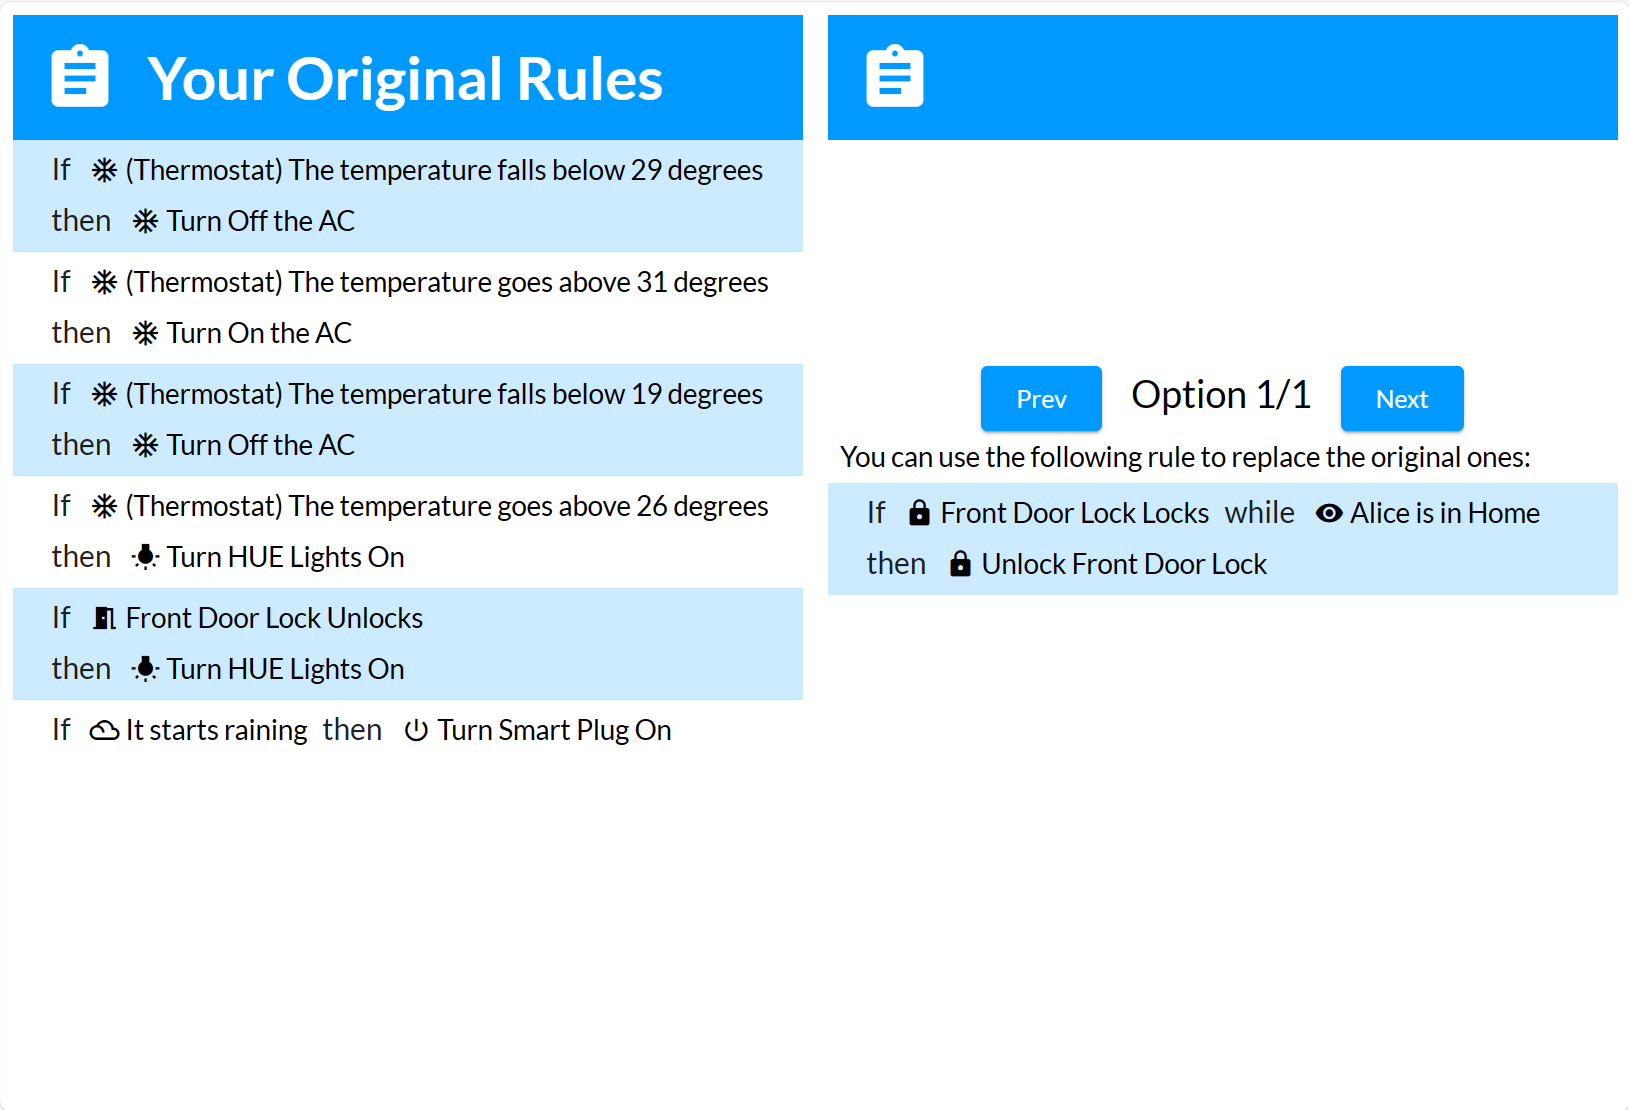 Your Original Rules
If (Thermostat) The temperature falls below 29 degrees
then Turn Off the AC
If (Thermostat) The temperature goes above 31 degrees
then Turn On the AC
If (Thermostat) The temperature falls below 19 degrees
then Turn Off the AC
If (Thermostat) The temperature goes above 26 degrees
then Turn HUE Lights On
If Front Door Lock Unlocks
then Turn HUE Lights On
If It starts raining then Turn Smart Plug On
Prev Option 1/1 Next
You can use the following rule to replace the original ones:
If Front Door Lock Locks while Alice is in Home
then Unlock Front Door Lock